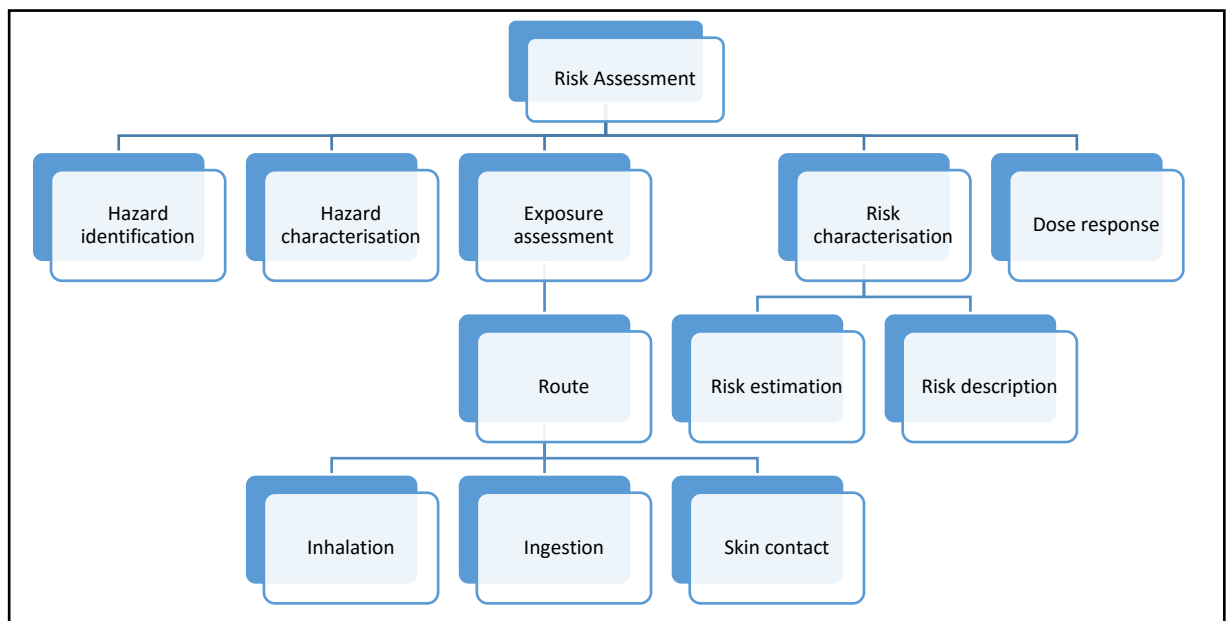 Risk Assessment
Hazard
identification
Hazard
characterisation
Exposure
assessment
Risk
characterisation
Dose response
Route
Risk estimation
Risk description
Inhalation
Ingestion
Skin contact